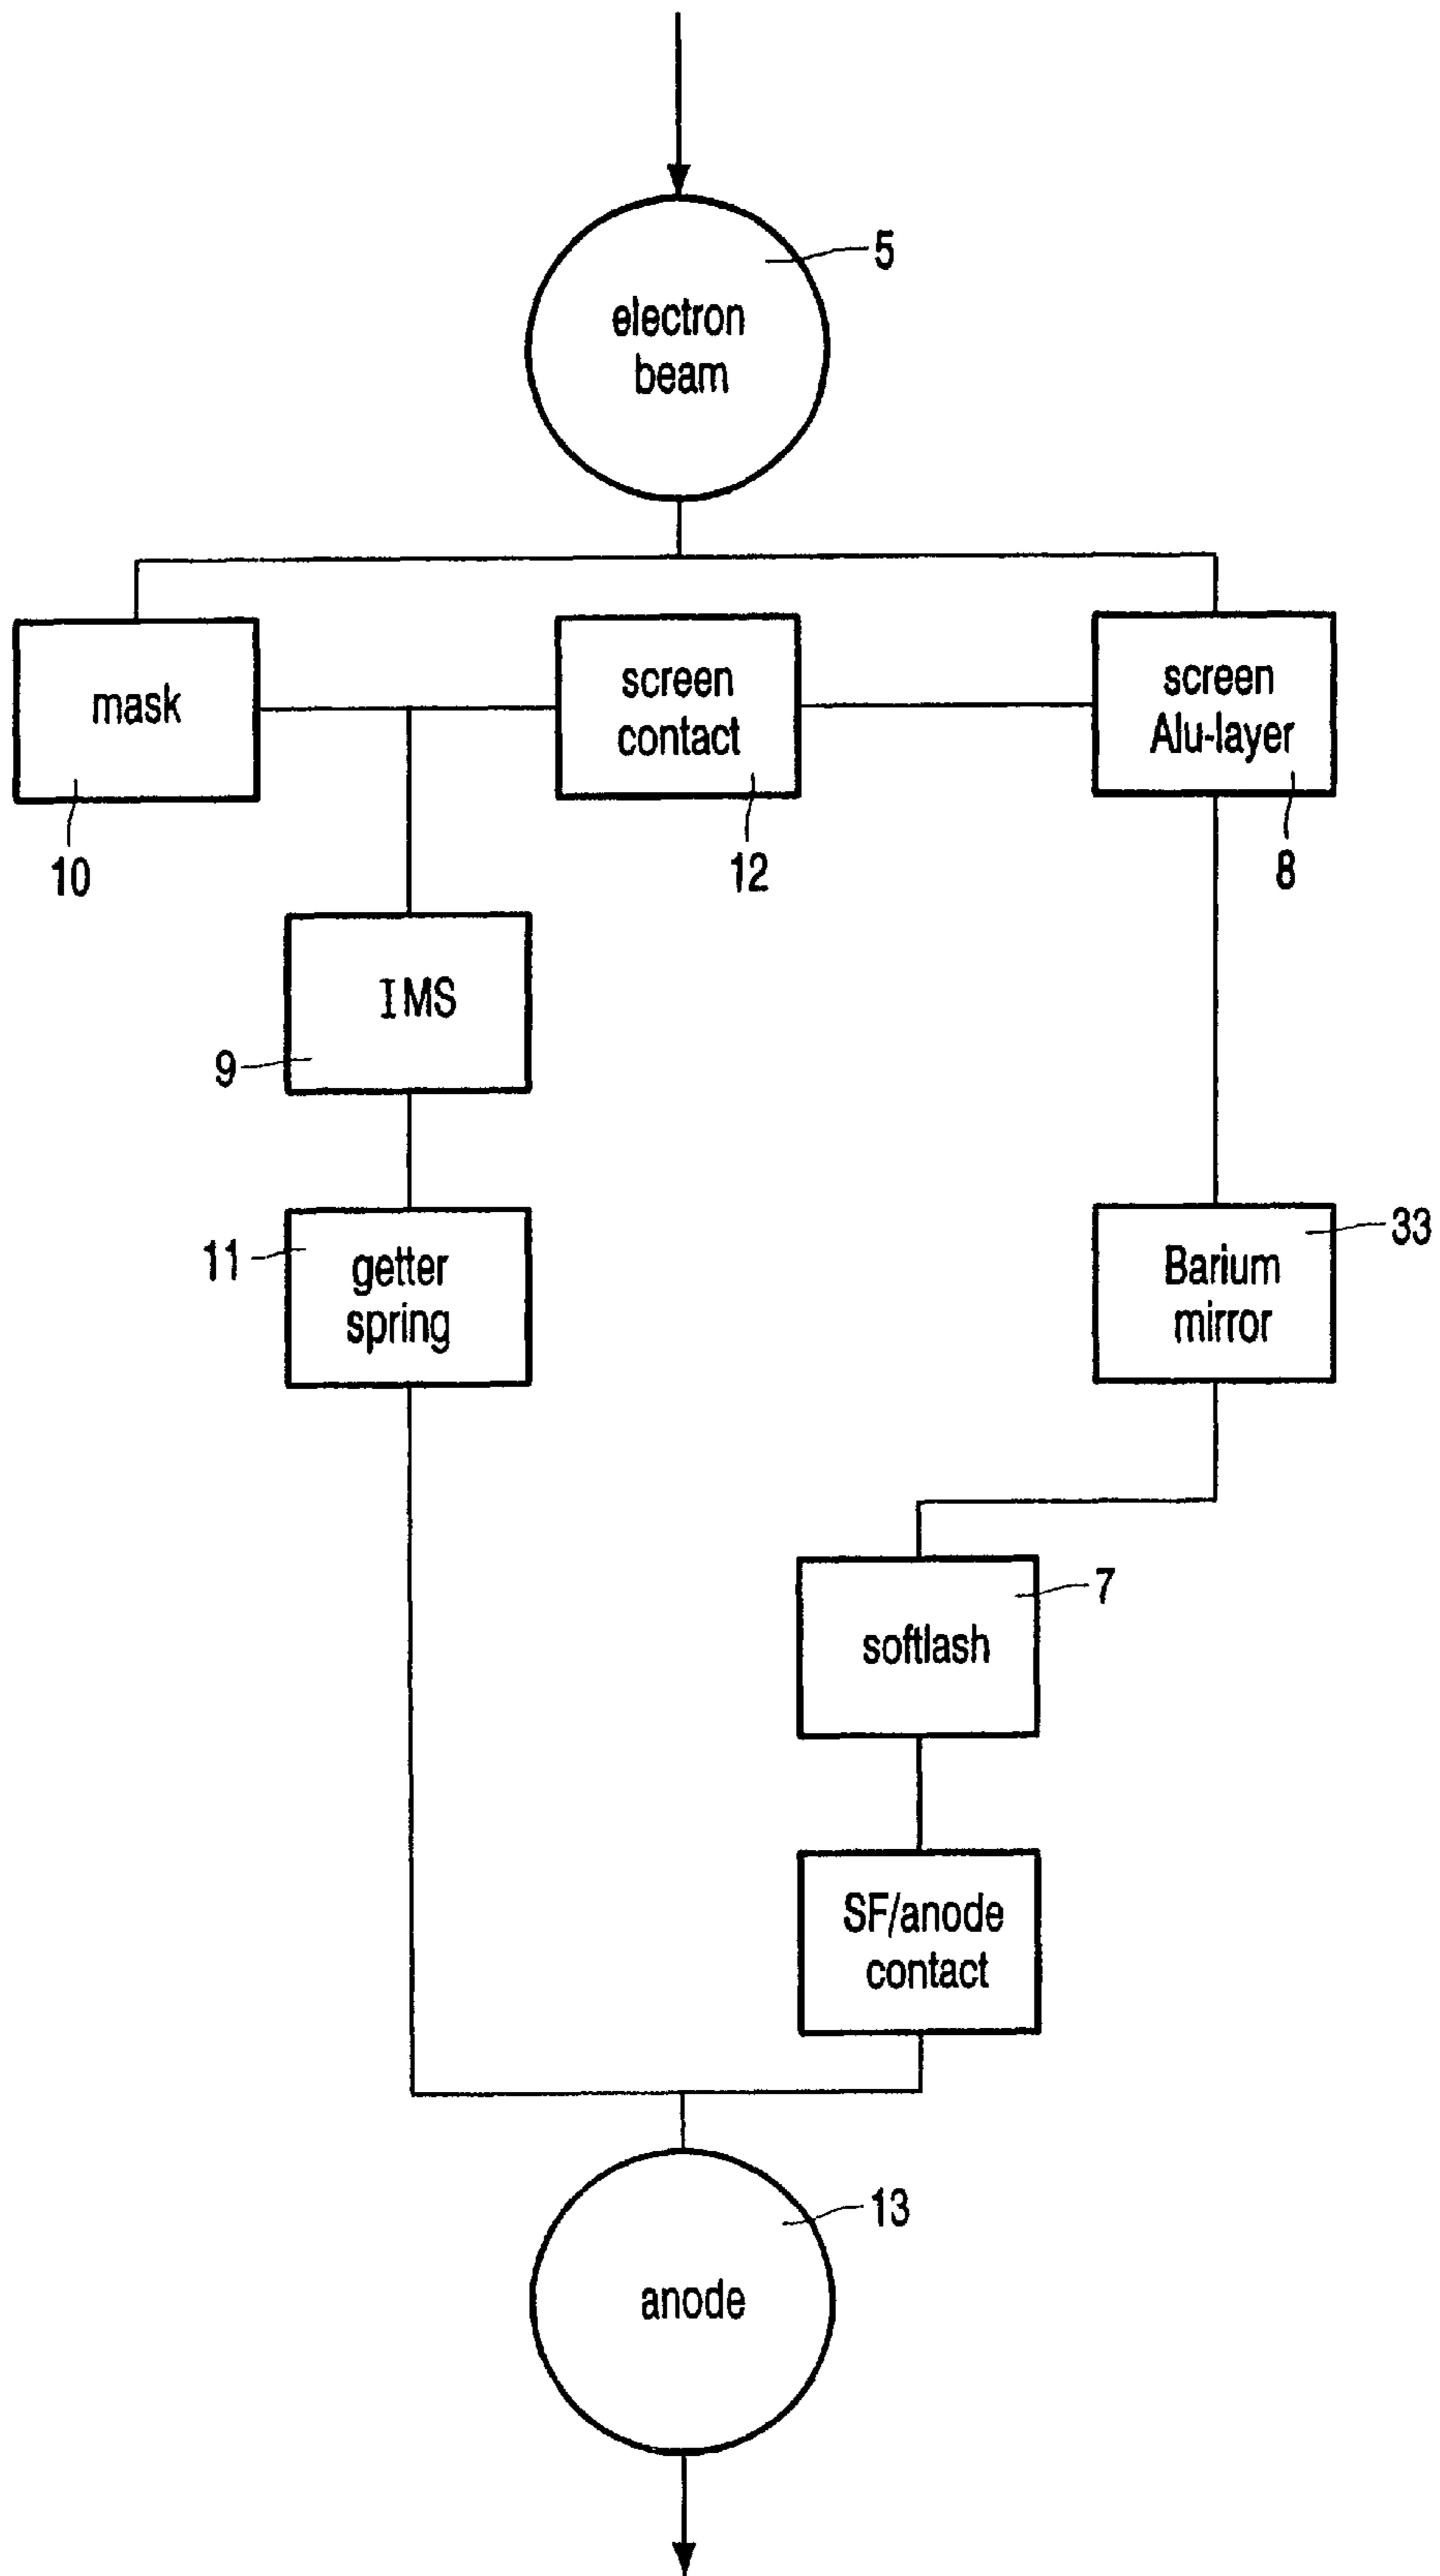 5
electron
beam
mask
screen
contact
screen
Alu-layer
10
12
8
IMS
9
11
getter
spring
33
Barium
mirror
7
softlash
SF/anode
contact
13
anode